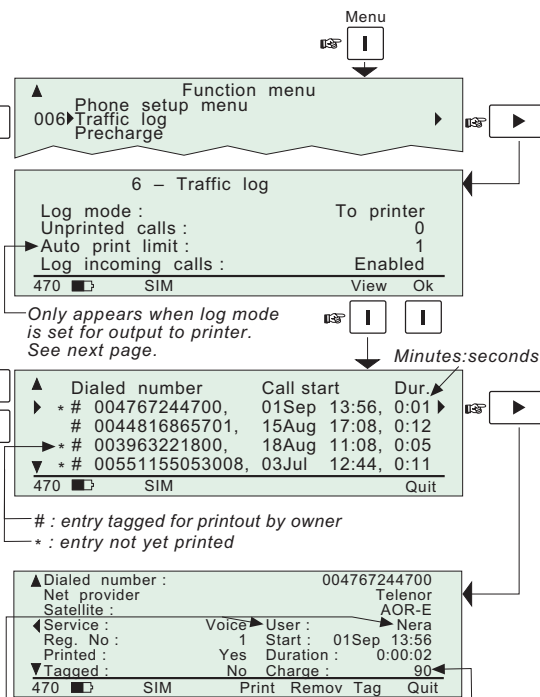 Menu
Function menu
Phone setup menu
006 Traffic log
Precharge
6 – Traffic log
Log mode : To printer
Unprinted calls : 0
Auto print limit : 1
Log incoming calls : Enabled
470 SIM View Ok
Only appears when log mode
is set for output to printer.
See next page.
Minutes:seconds
Dialed number Call start Dur.
* # 004767244700, 01Sep 13:56, 0:01
# 0044816865701, 15Aug 17:08, 0:12
* # 003963221800, 18Aug 11:08, 0:05
* # 00551155053008, 03Jul 12:44, 0:11
470 SIM Quit
# : entry tagged for printout by owner
* : entry not yet printed
Dialed number : 004767244700
Net provider Telenor
Satellite : AOR-E
Service : Voice User : Nera
Reg. No : 1 Start : 01Sep 13:56
Printed : Yes Duration : 0:00:02
Tagged : No Charge : 90
470 SIM Print Remov Tag Quit